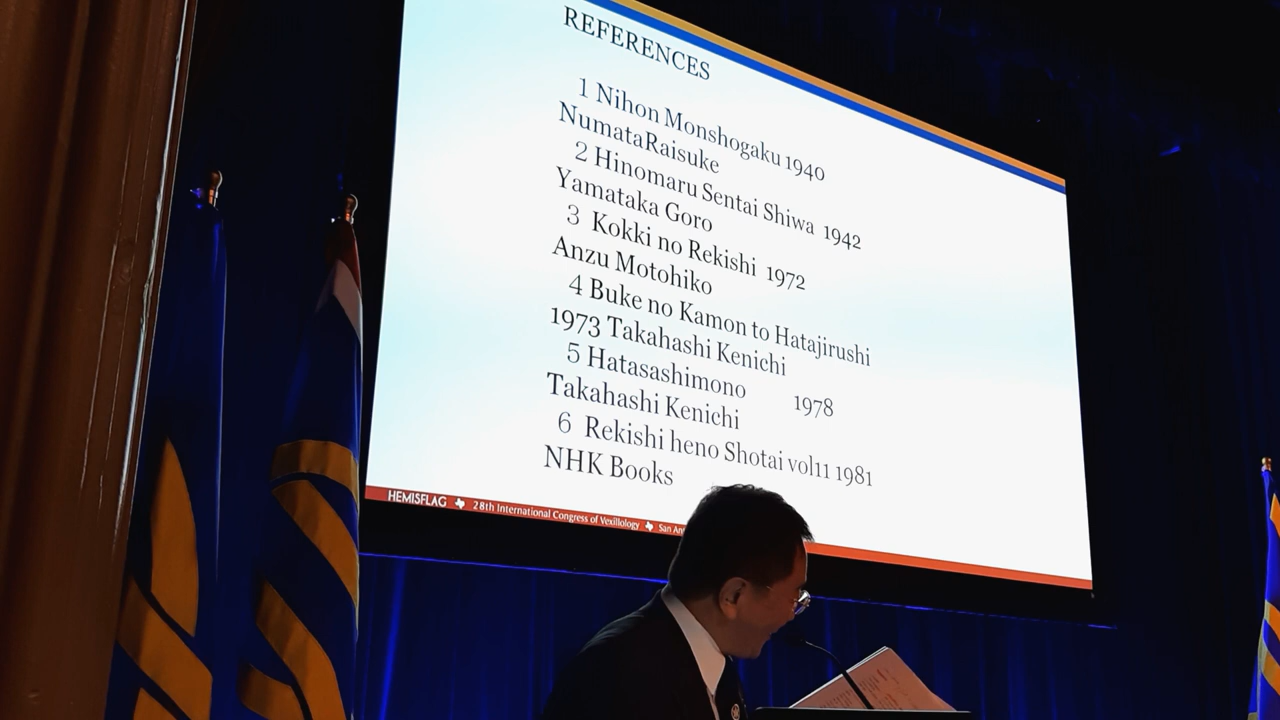 REFERENCES
1 Nihon Monshogaku 1940
NumataRaisuke
2 Hinomaru Sentai Shiwa 1942
Yamataka Goro
3 Kokki no Rekishi 1972
Anzu Motohiko
4 Buke no Kamon to Hatajirushi
1973 Takahashi Kenichi
5 Hatasashimono 1978
Takahashi Kenichi
6 Rekishi heno Shotai vol11 1981
NHK Books
HEMISFLAG 28th International Congress of Vexillology San An